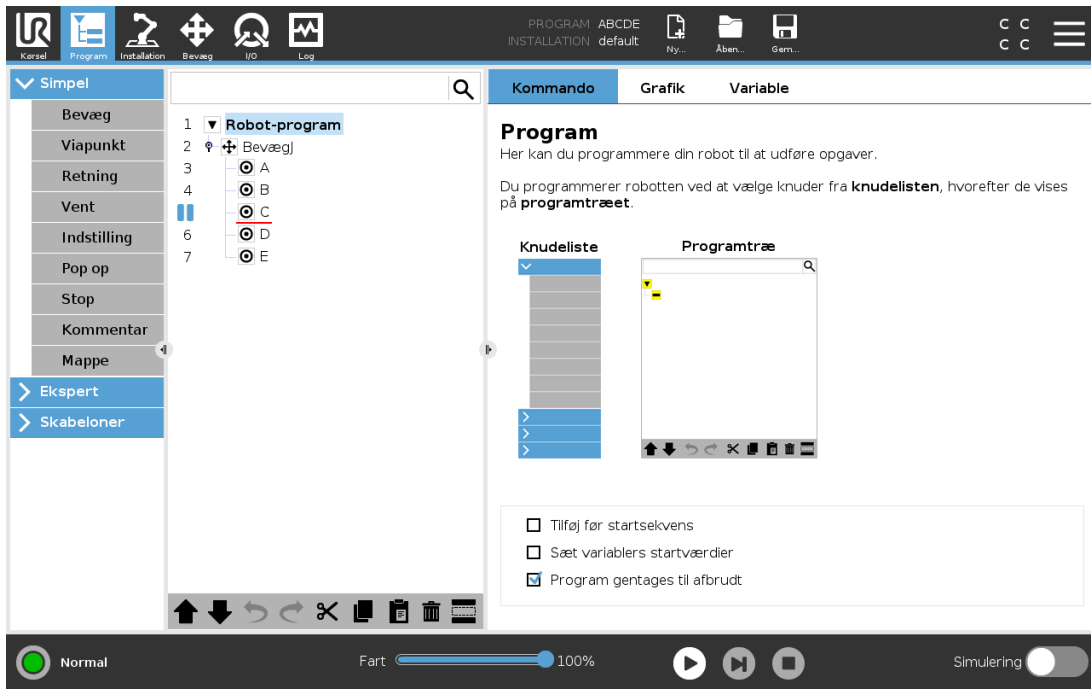 PROGRAM ABCDE
INSTALLATION default
C C
C C
Kørsel Program Installation Bevæg I/O Log Ny... Åben... Gem...
Simpel
Bevæg
Viapunkt
Retning
Vent
Indstilling
Pop op
Stop
Kommentar
Mappe
Ekspert
Skabeloner
1 Robot-program
2 BevægJ
3 A
4 B
C
6 D
7 E
Kommando Grafik Variable
Program
Her kan du programmere din robot til at udføre opgaver.
Du programmerer robotten ved at vælge knuder fra knudelisten, hvorefter de vises
på programtræet.
Knudeliste Programtræ
Tilføj før startsekvens
Sæt variablers startværdier
Program gentages til afbrudt
Normal Fart 100% Simulering